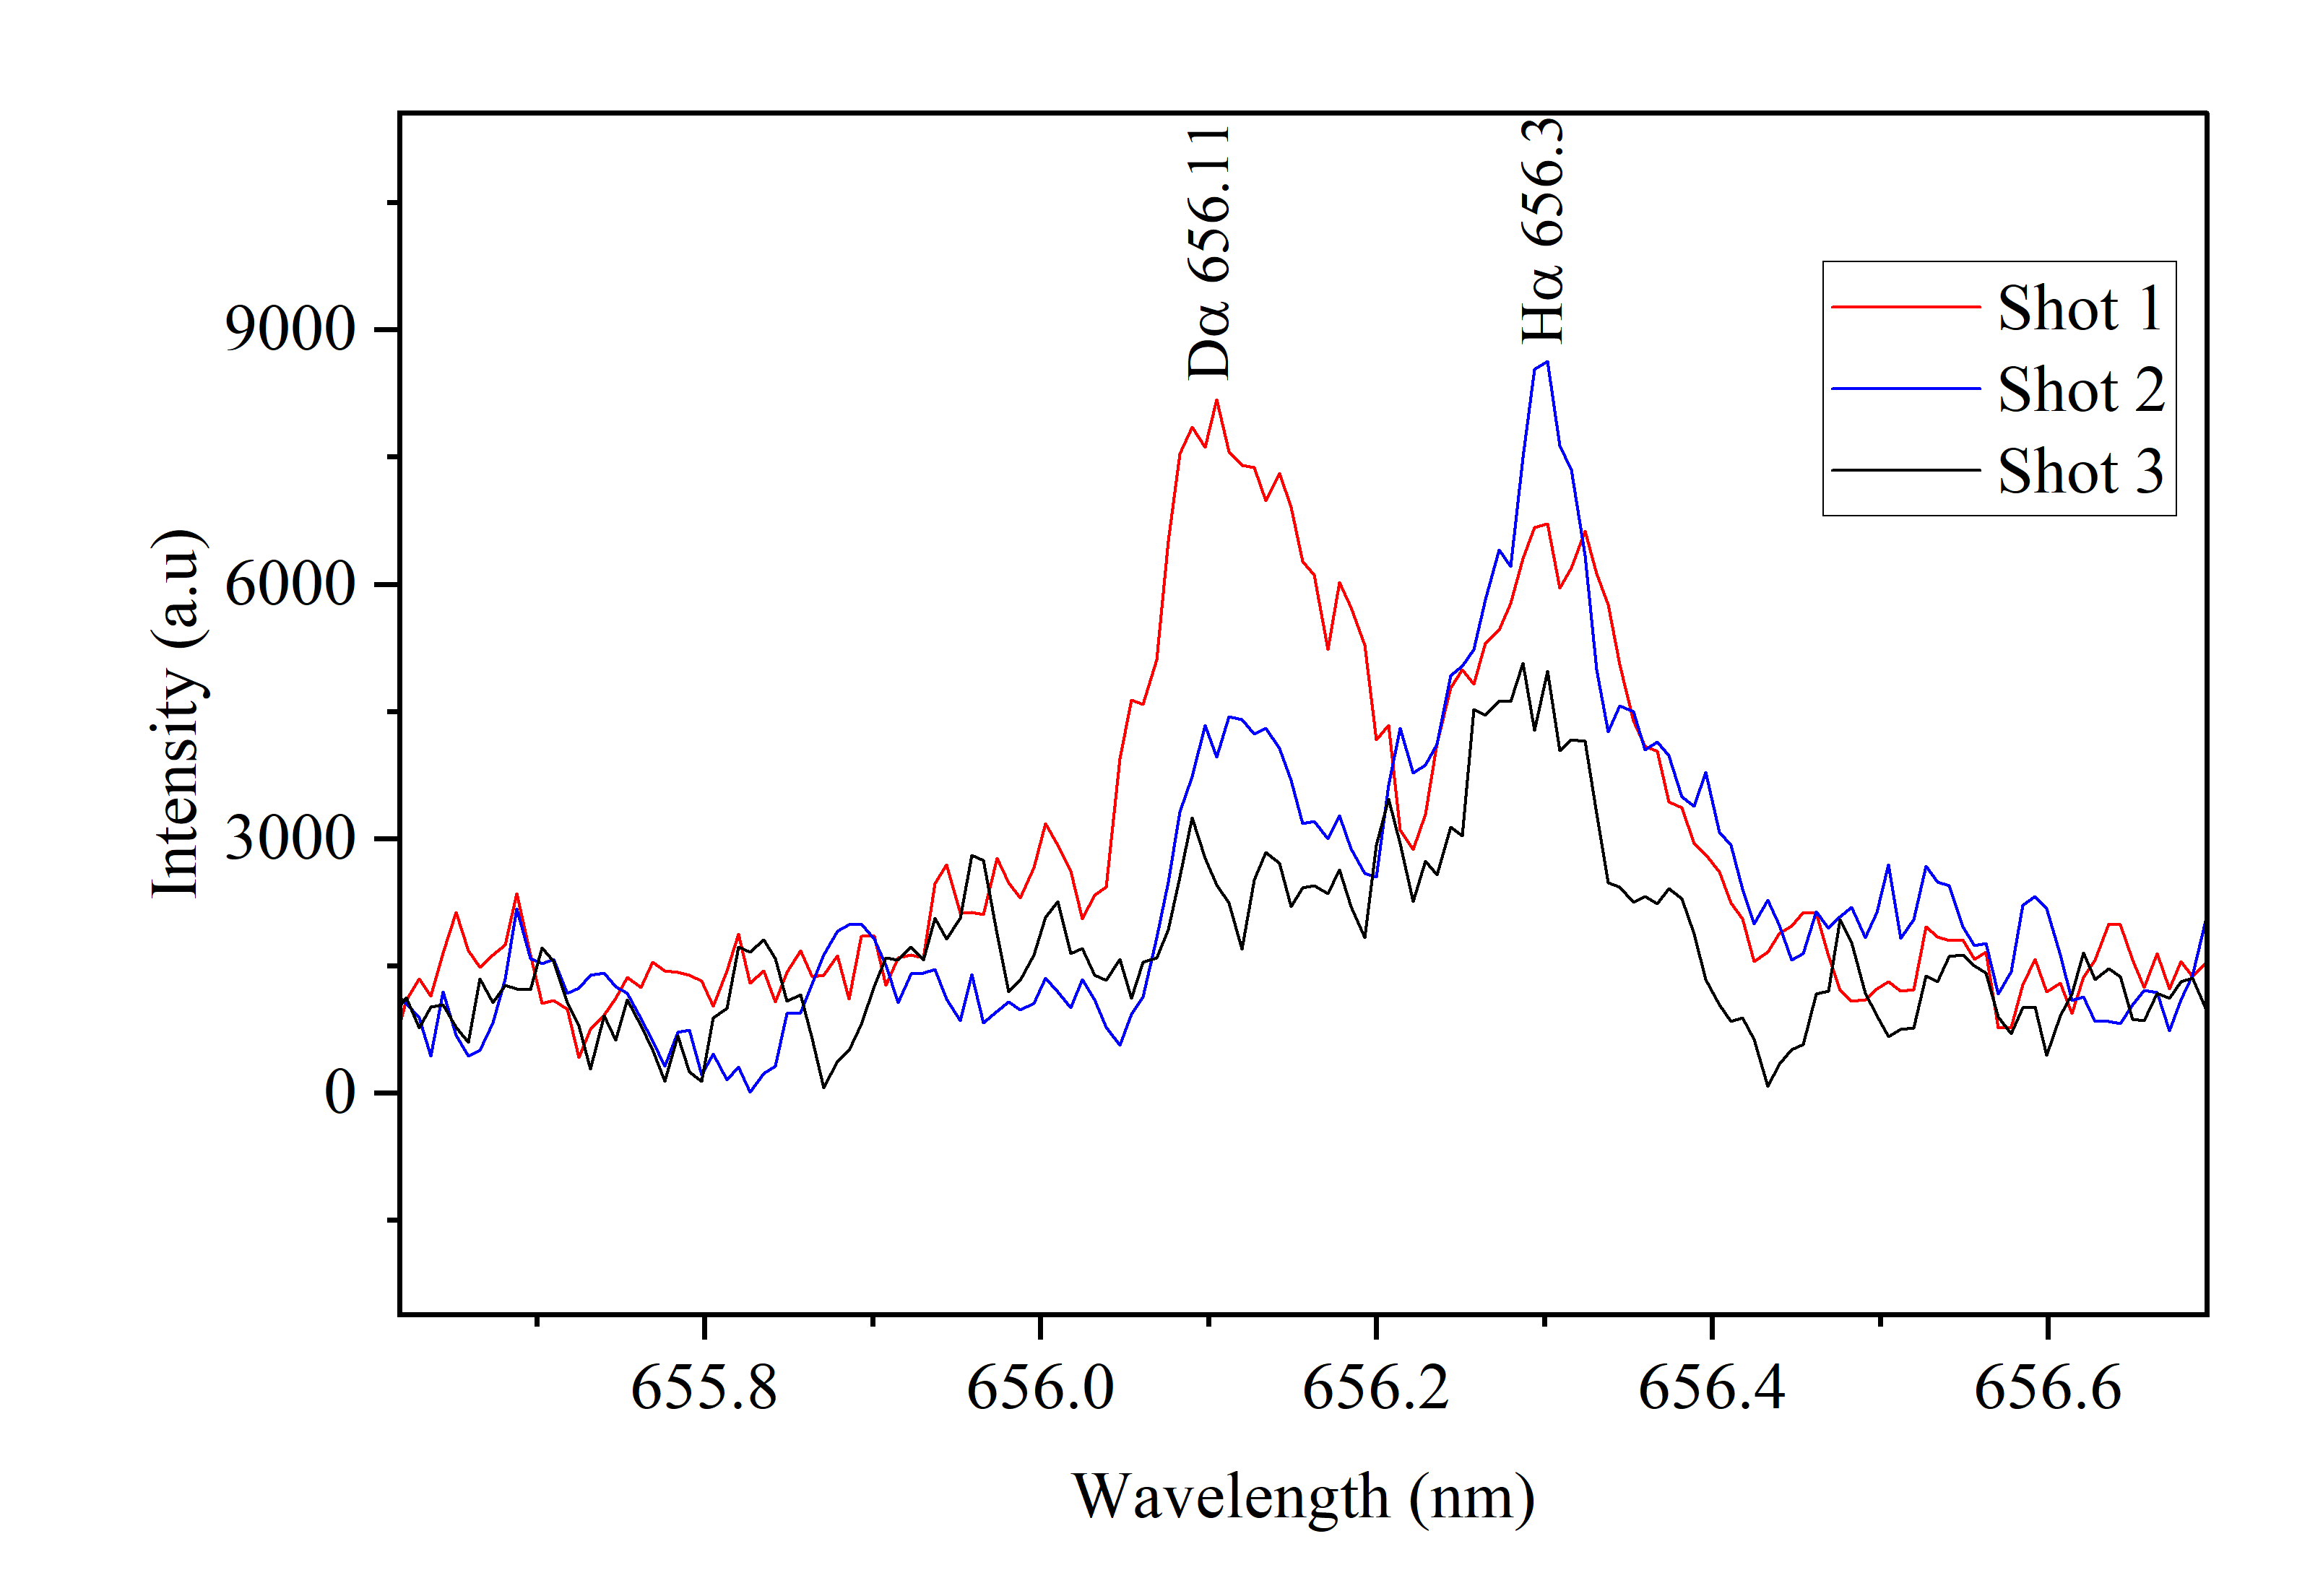 Dα 656.11
Hα 656.3
Shot 1
Shot 2
Shot 3
9000
6000
3000
0
Intensity (a.u)
655.8
656.0
656.2
656.4
656.6
Wavelength (nm)